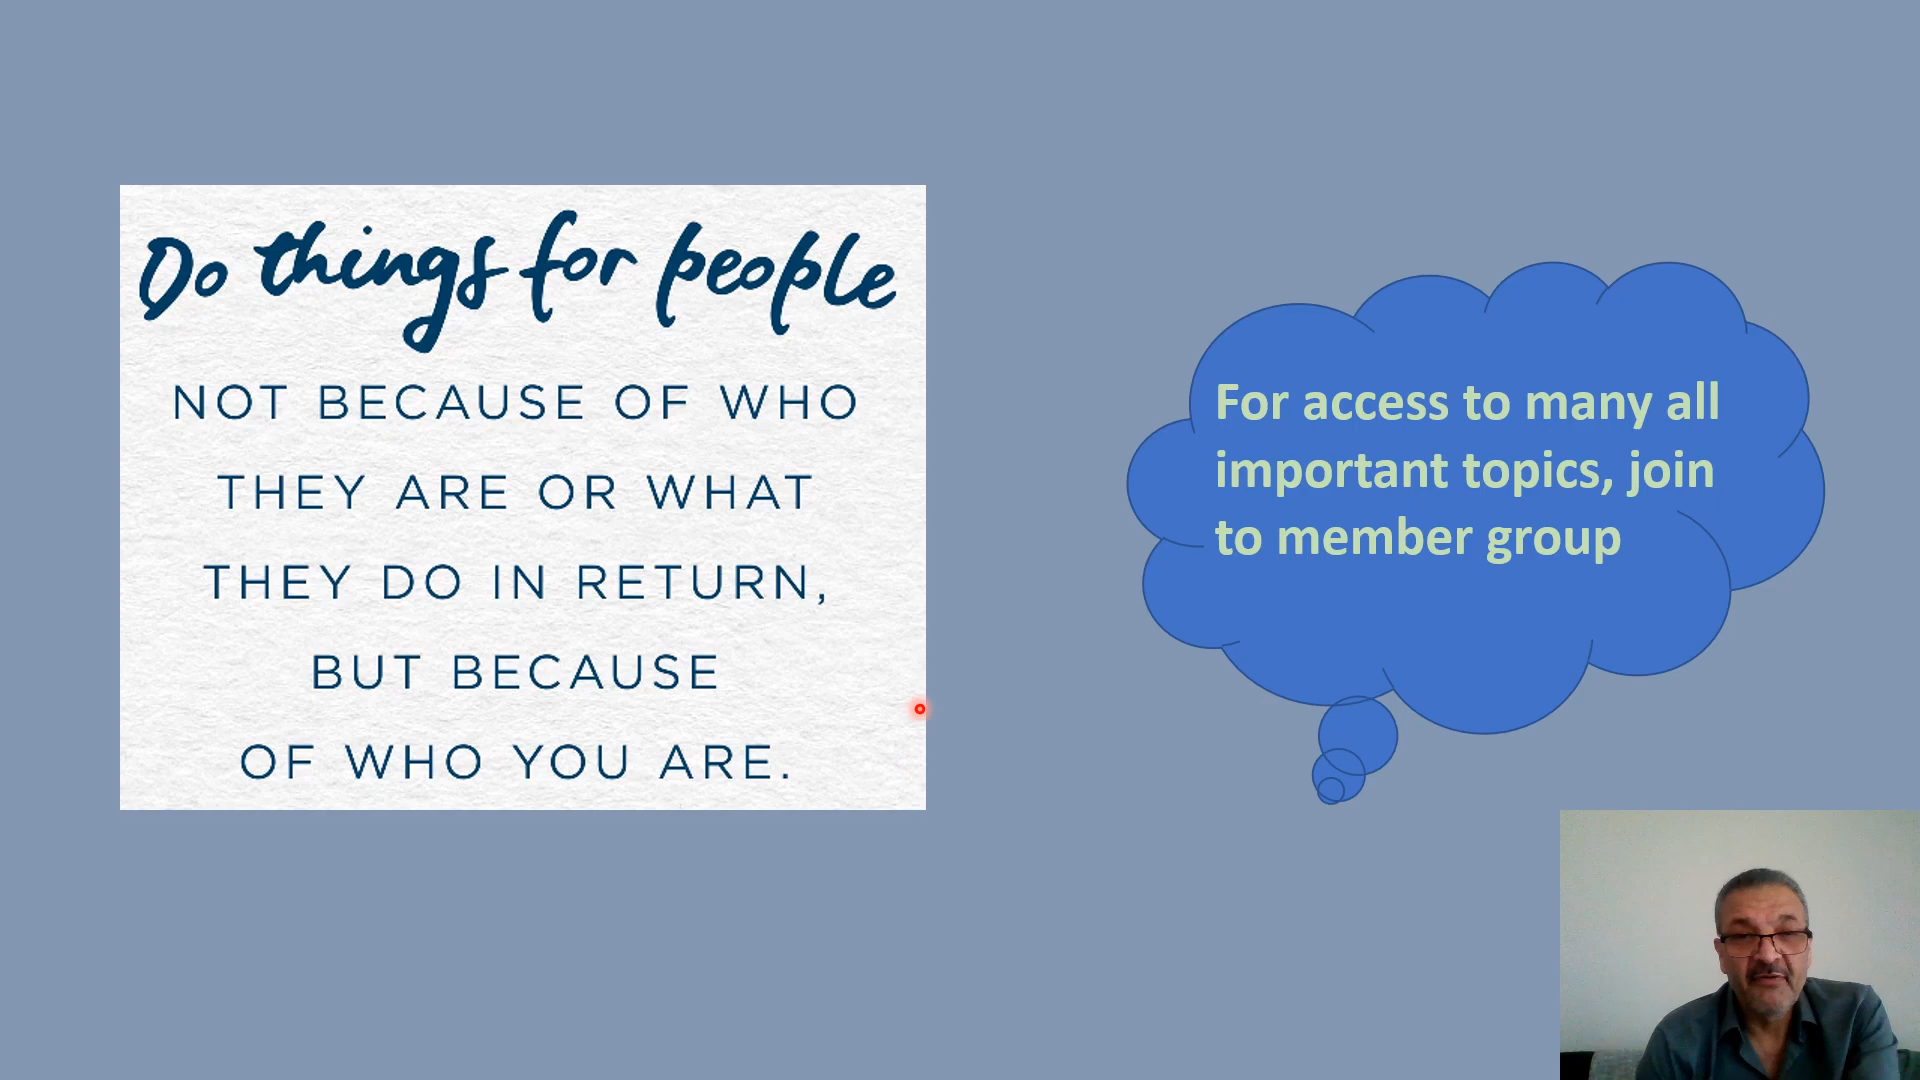 Do things for people
NOT BECAUSE OF WHO
THEY ARE OR WHAT
THEY DO IN RETURN,
BUT BECAUSE
OF WHO YOU ARE.
For access to many all
important topics, join
to member group